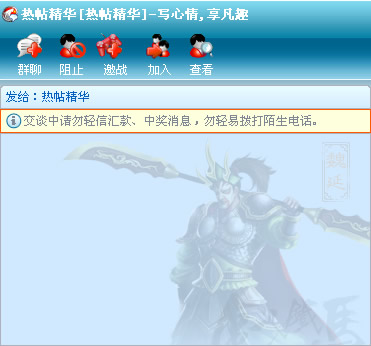 热帖精华[热帖精华]-写心情,享凡趣
群聊 阻止 邀战 加入 查看
发给：热帖精华
交谈中请勿轻信汇款、中奖消息，勿轻易拨打陌生电话。
魏延